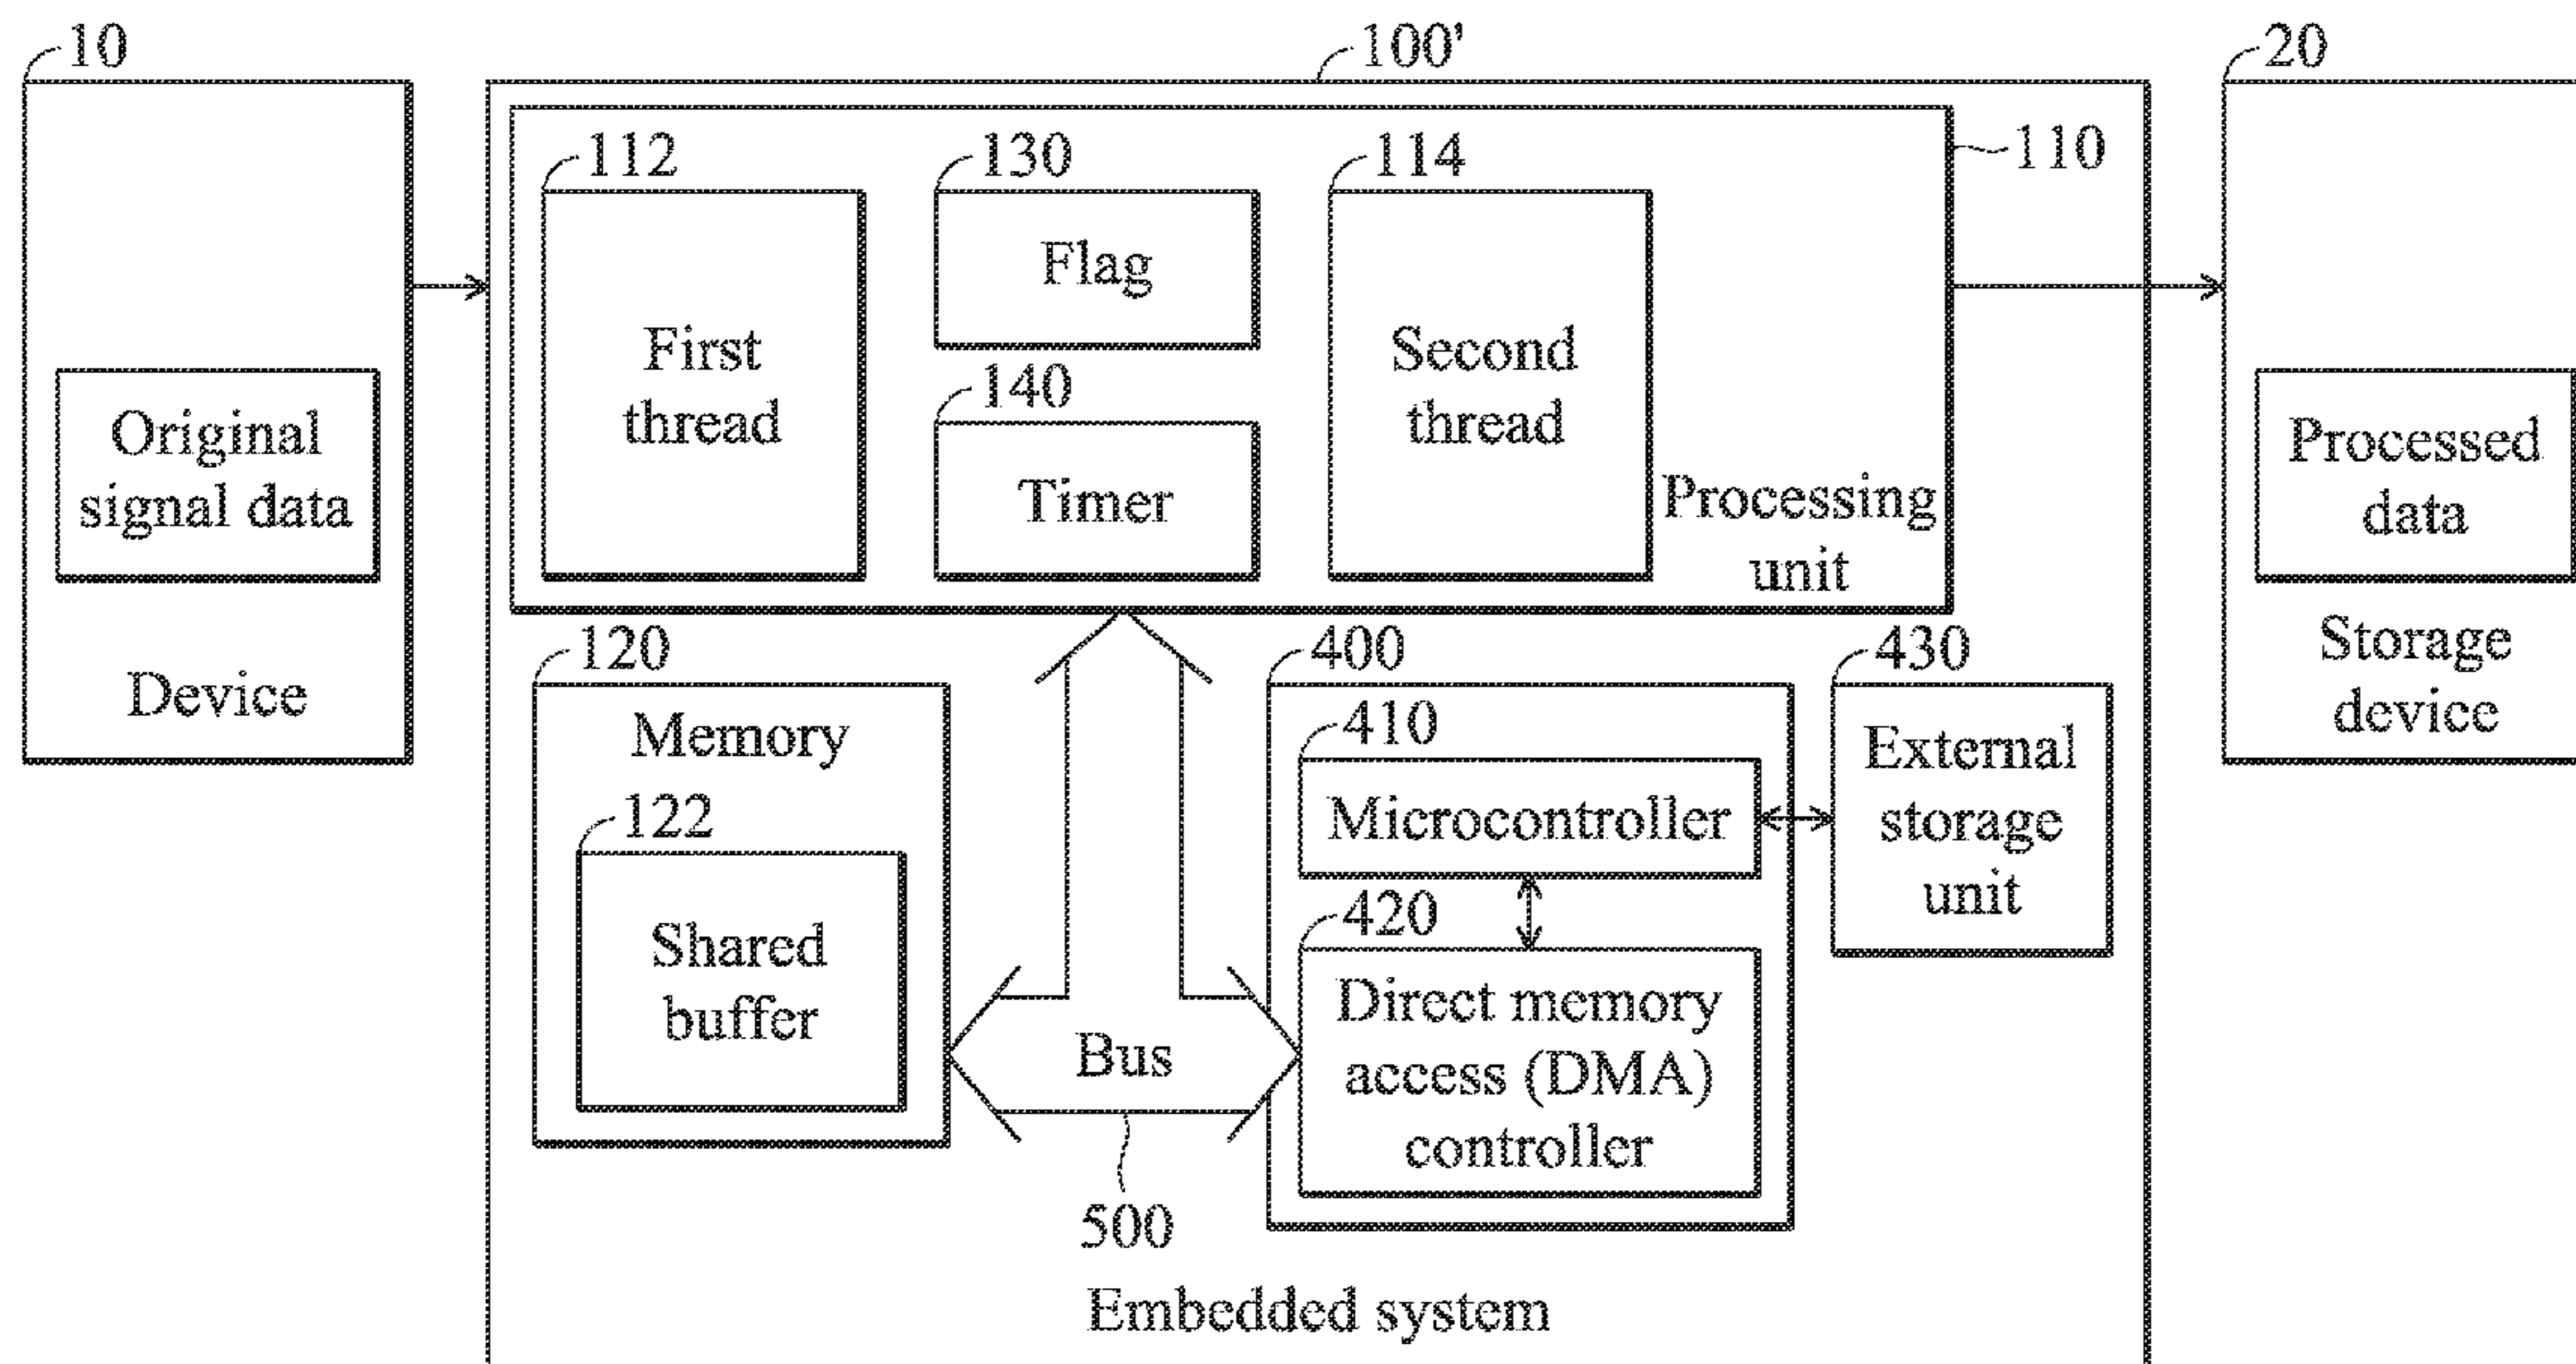 10
Original
signal data
Device
100'
110
112
First
thread
130
Flag
140
Timer
114
Second
thread
Processing
unit
120
Memory
122
Shared
buffer
Bus
500
400
410
Microcontroller
420
Direct memory
access (DMA)
controller
430
External
storage
unit
Embedded system
20
Processed
data
Storage
device